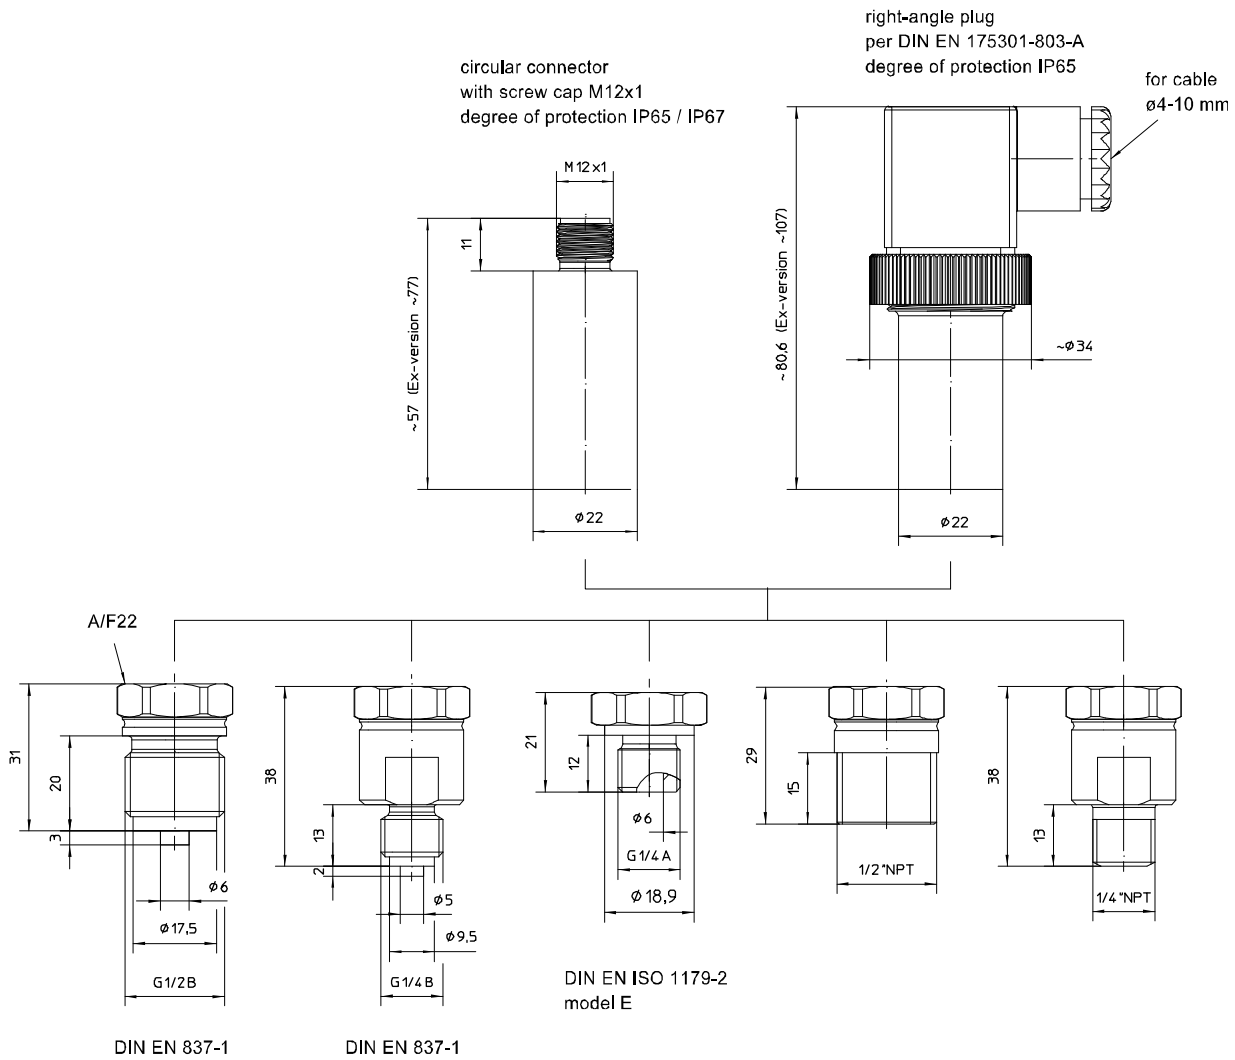 right-angle plug
per DIN EN 175301-803-A
degree of protection IP65
circular connector
with screw cap M12x1
degree of protection IP65 / IP67
for cable
ø4-10 mm
M12x1
11
~57 (Ex-version ~77)
~80,6 (Ex-version ~107)
~ø34
ø22
ø22
A/F22
31
20
3
ø6
ø17,5
G1/2B
DIN EN 837-1
38
13
2
ø5
ø9,5
G1/4B
DIN EN 837-1
21
12
ø6
G1/4A
ø18,9
DIN EN ISO 1179-2
model E
29
15
1/2"NPT
38
13
1/4"NPT